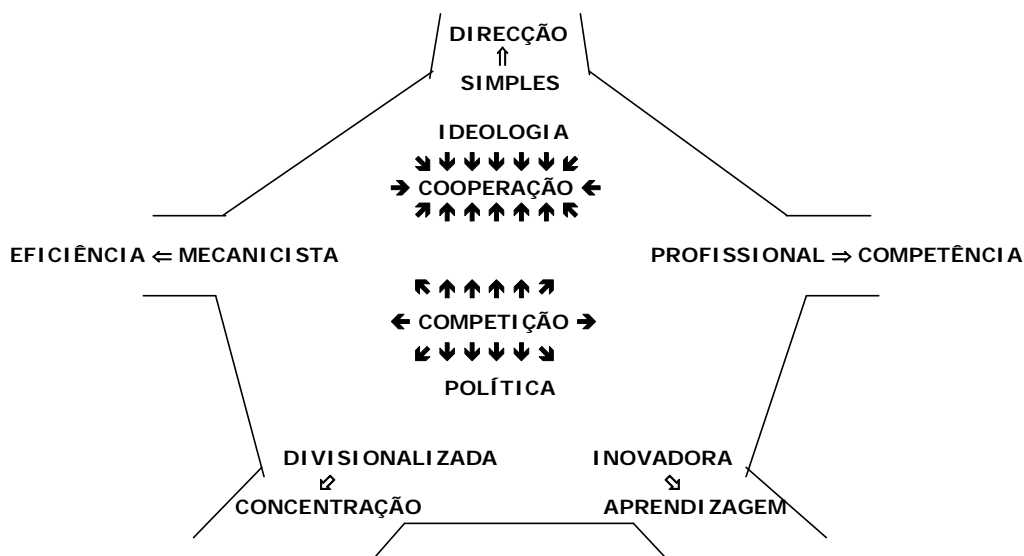 DIRECÇÃO
⇑
SIMPLES
IDEOLOGIA
COOPERAÇÃO
EFICIÊNCIA ⇐ MECANICISTA
PROFISSIONAL ⇒ COMPETÊNCIA
COMPETIÇÃO
POLÍTICA
DIVISIONALIZADA
INOVADORA
CONCENTRAÇÃO
APRENDIZAGEM